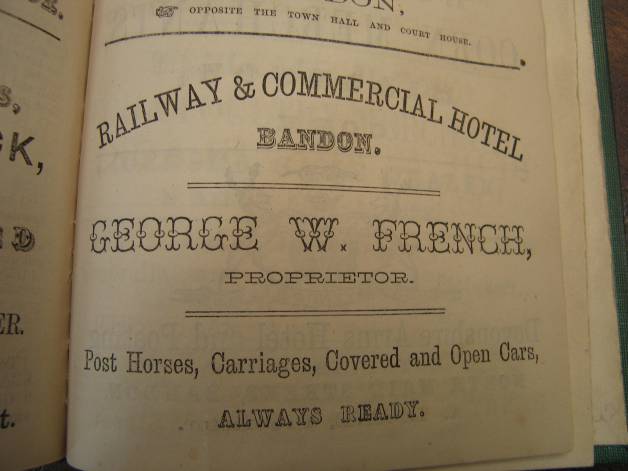 OPPOSITE THE TOWN HALL AND COURT HOUSE.
RAILWAY & COMMERCIAL HOTEL
BANDON.
GEORGE W. FRENCH,
PROPRIETOR.
Post Horses, Carriages, Covered and Open Cars,
ALWAYS READY.